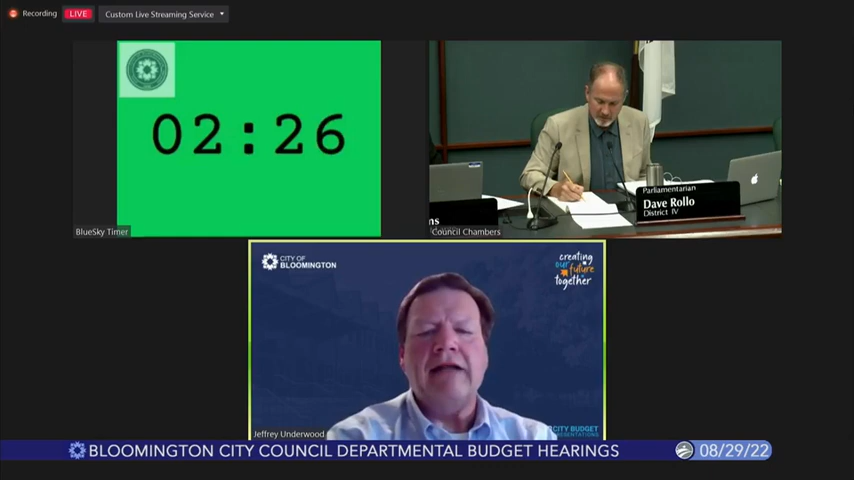 Recording
LIVE
Custom Live Streaming Service
02:26
BlueSky Timer
ms
Parliamentarian
Dave Rollo
District IV
Council Chambers
CITY OF
BLOOMINGTON
creating
our future
together
Jeffrey Underwood
CITY BUDGET
PRESENTATIONS
BLOOMINGTON CITY COUNCIL DEPARTMENTAL BUDGET HEARINGS
08/29/22